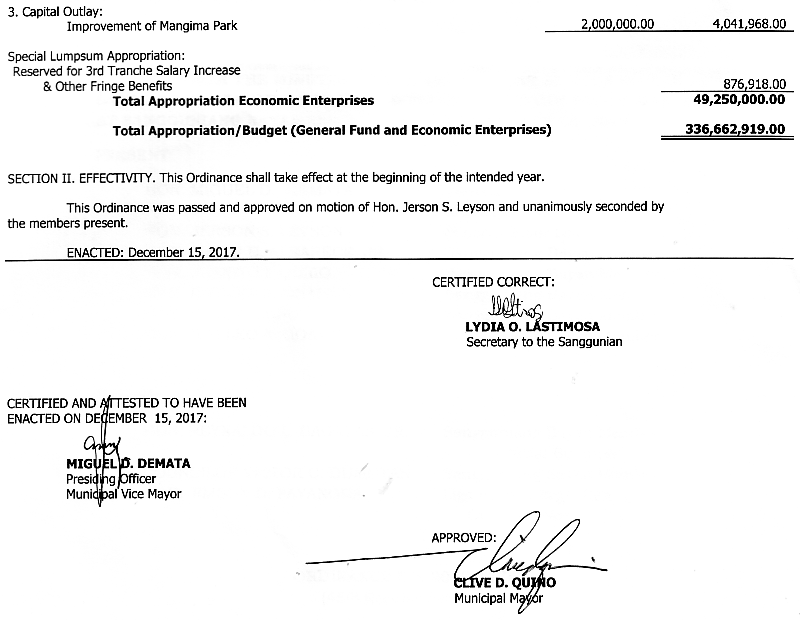 3. Capital Outlay:
Improvement of Mangima Park 2,000,000.00 4,041,968.00
Special Lumpsum Appropriation:
Reserved for 3rd Tranche Salary Increase
& Other Fringe Benefits 876,918.00
Total Appropriation Economic Enterprises 49,250,000.00
Total Appropriation/Budget (General Fund and Economic Enterprises) 336,662,919.00
SECTION II. EFFECTIVITY. This Ordinance shall take effect at the beginning of the intended year.
This Ordinance was passed and approved on motion of Hon. Jerson S. Leyson and unanimously seconded by
the members present.
ENACTED: December 15, 2017.
CERTIFIED CORRECT:
LYDIA O. LASTIMOSA
Secretary to the Sanggunian
CERTIFIED AND ATTESTED TO HAVE BEEN
ENACTED ON DECEMBER 15, 2017:
MIGUEL D. DEMATA
Presiding Officer
Municipal Vice Mayor
APPROVED:
CLIVE D. QUIÑO
Municipal Mayor